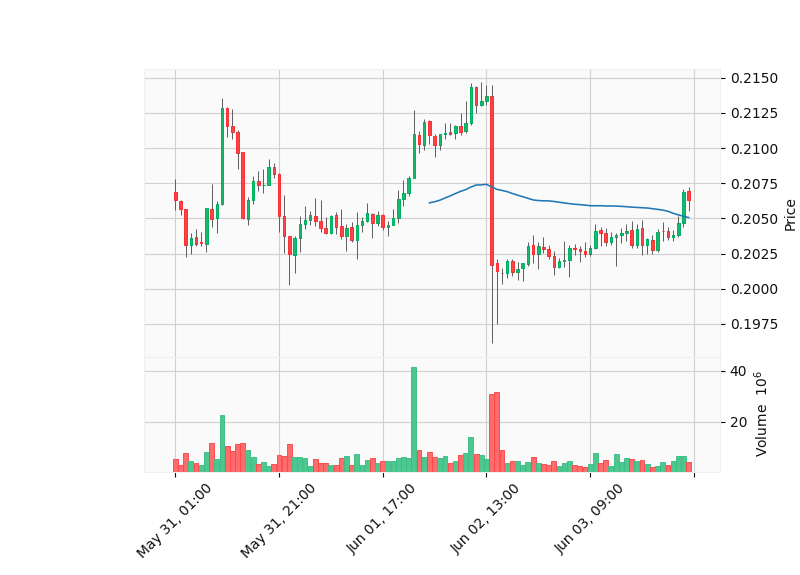 0.2150
0.2125
0.2100
0.2075
0.2050
0.2025
0.2000
0.1975
Price
40
20
Volume 10^6
May 31, 01:00
May 31, 21:00
Jun 01, 17:00
Jun 02, 13:00
Jun 03, 09:00